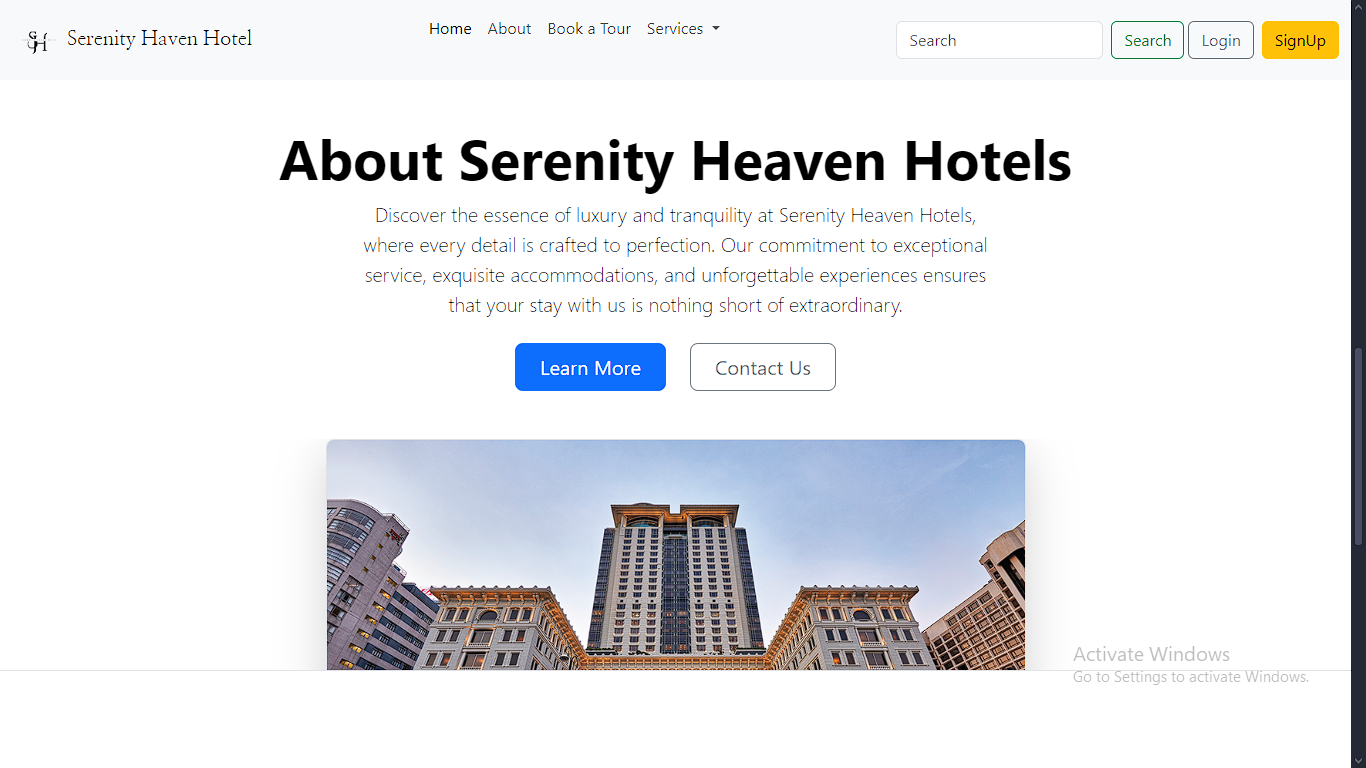 SHH Serenity Haven Hotel
Home About Book a Tour Services
Search Search Login SignUp
About Serenity Heaven Hotels
Discover the essence of luxury and tranquility at Serenity Heaven Hotels,
where every detail is crafted to perfection. Our commitment to exceptional
service, exquisite accommodations, and unforgettable experiences ensures
that your stay with us is nothing short of extraordinary.
Learn More Contact Us
Activate Windows
Go to Settings to activate Windows.